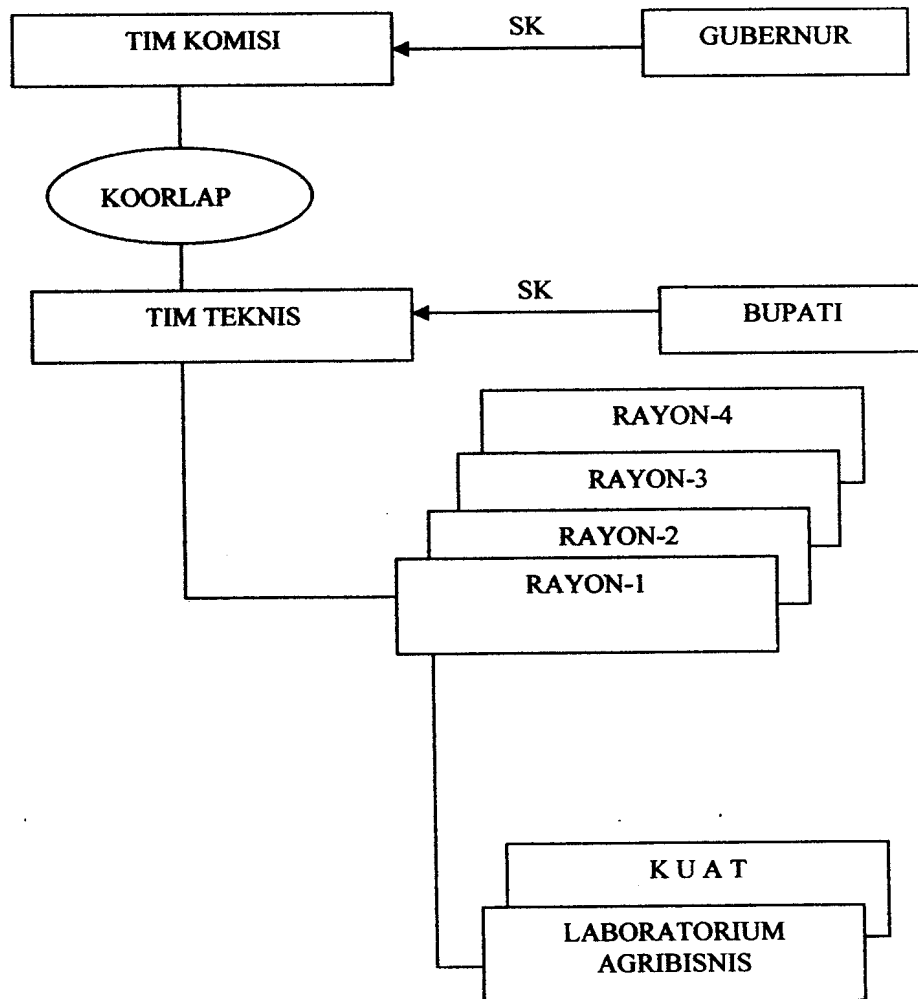 TIM KOMISI
SK
GUBERNUR
KOORLAP
TIM TEKNIS
SK
BUPATI
RAYON-4
RAYON-3
RAYON-2
RAYON-1
K U A T
LABORATORIUM
AGRIBISNIS